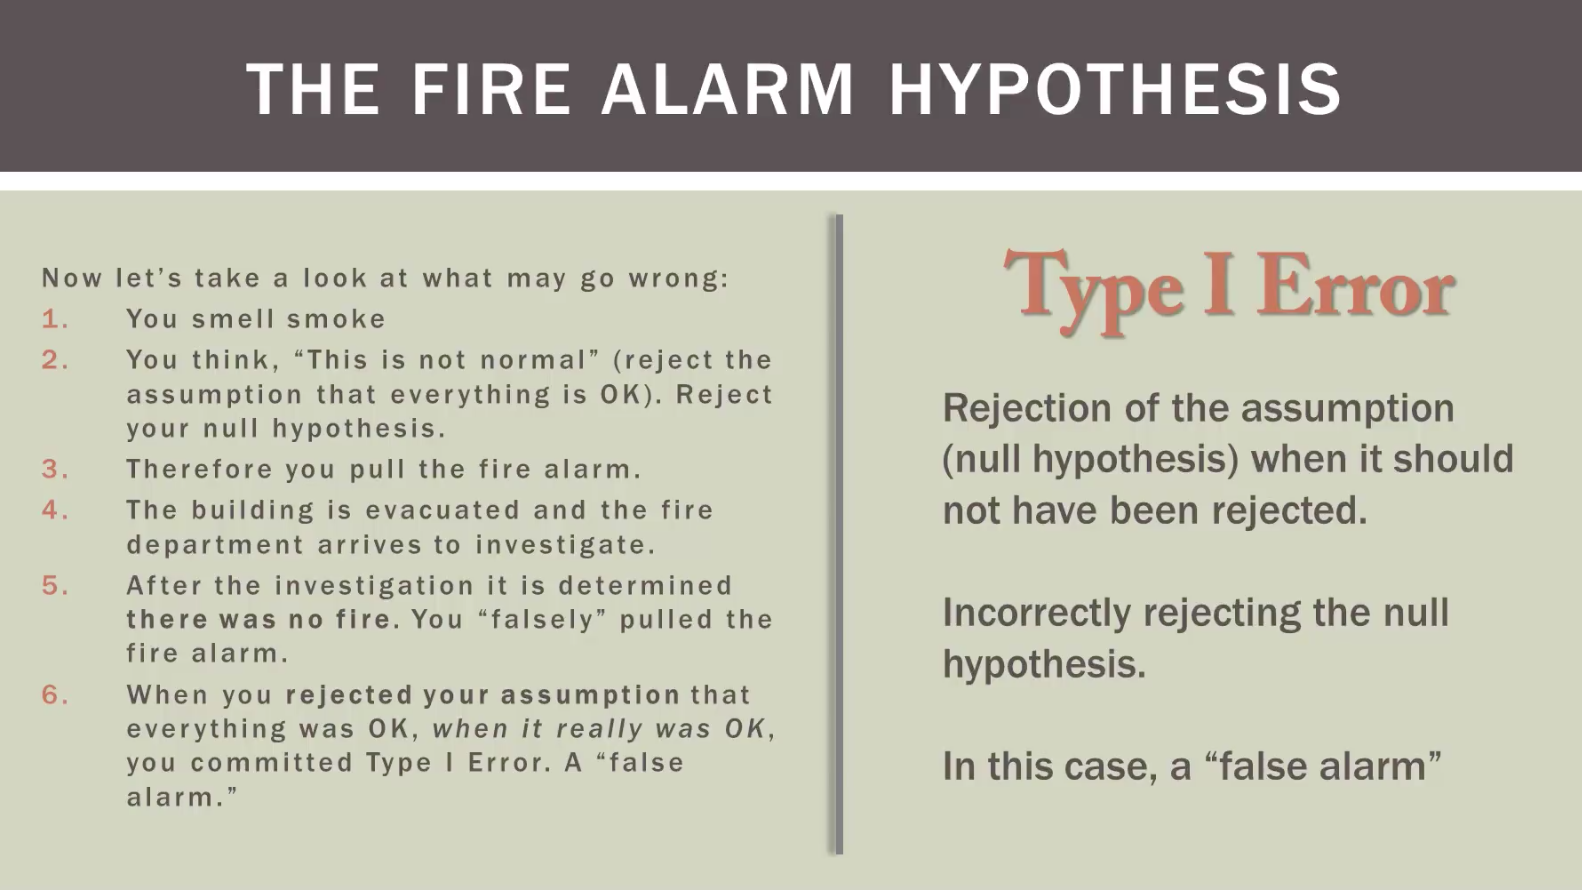 THE FIRE ALARM HYPOTHESIS
Now let’s take a look at what may go wrong:
1. You smell smoke
2. You think, “This is not normal” (reject the
assumption that everything is OK). Reject
your null hypothesis.
3. Therefore you pull the fire alarm.
4. The building is evacuated and the fire
department arrives to investigate.
5. After the investigation it is determined
there was no fire. You “falsely” pulled the
fire alarm.
6. When you rejected your assumption that
everything was OK, when it really was OK,
you committed Type I Error. A “false
alarm.”
Type I Error
Rejection of the assumption
(null hypothesis) when it should
not have been rejected.
Incorrectly rejecting the null
hypothesis.
In this case, a “false alarm”